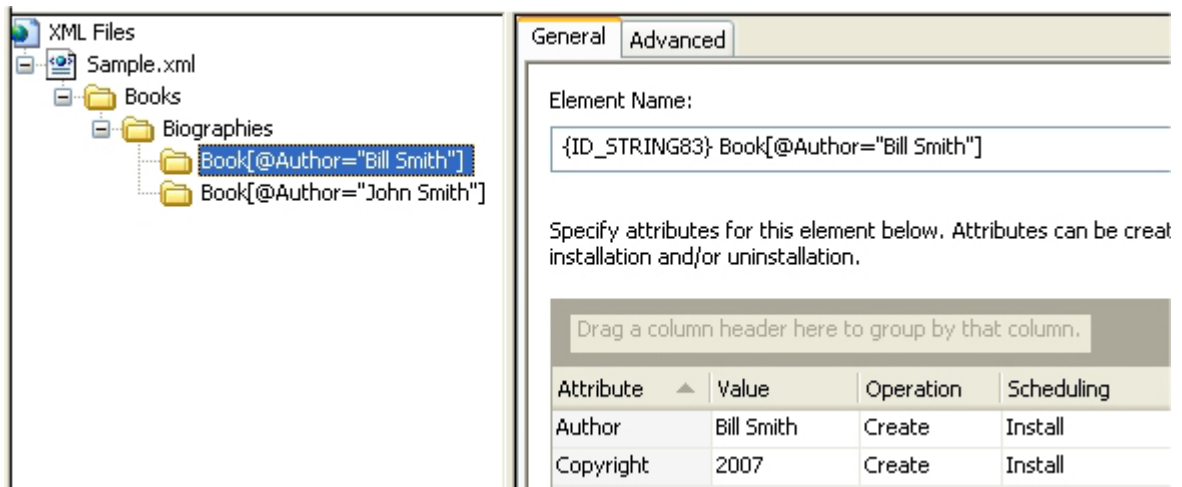 XML Files
Sample.xml
Books
Biographies
Book[@Author="Bill Smith"]
Book[@Author="John Smith"]
General Advanced
Element Name:
{ID_STRING83} Book[@Author="Bill Smith"]
Specify attributes for this element below. Attributes can be creat
installation and/or uninstallation.
Drag a column header here to group by that column.
Attribute Value Operation Scheduling
Author Bill Smith Create Install
Copyright 2007 Create Install